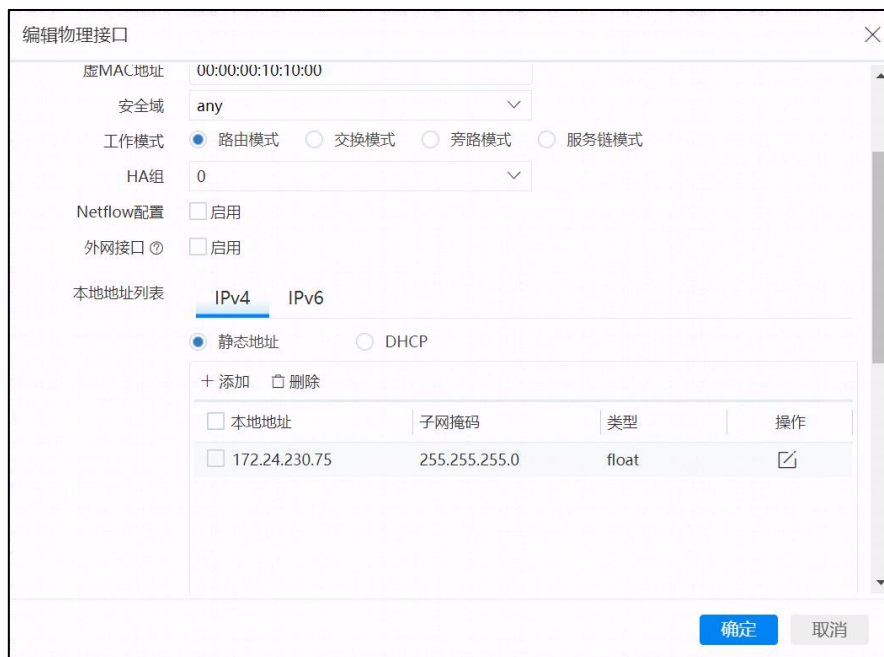 编辑物理接口
虚MAC地址 00:00:00:10:10:00
安全域 any
工作模式 路由模式 交换模式 旁路模式 服务链模式
HA组 0
Netflow配置 启用
外网接口 启用
本地地址列表 IPv4 IPv6
静态地址 DHCP
+ 添加 删除
本地地址 子网掩码 类型 操作
172.24.230.75 255.255.255.0 float
确定 取消